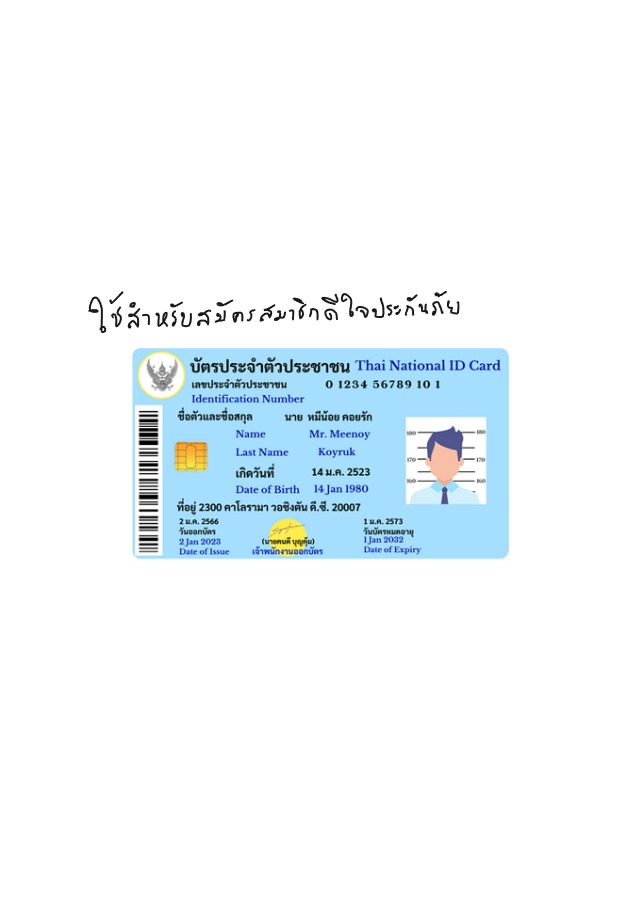 ใช้สำหรับสมัครสมาชิกดีใจประกันภัย
บัตรประจำตัวประชาชน Thai National ID Card
เลขประจำตัวประชาชน 0 1234 56789 10 1
Identification Number
ชื่อตัวและชื่อสกุล นาย หมีน้อย คอยรัก
Name Mr. Meenoy
Last Name Koyruk
เกิดวันที่ 14 ม.ค. 2523
Date of Birth 14 Jan 1980
ที่อยู่ 2300 คาโลรามา วอชิงตัน ดี.ซี. 20007
2 ม.ค. 2566
วันออกบัตร
2 Jan 2023
Date of Issue
(นายคนดี บุญคุ้ม)
เจ้าพนักงานออกบัตร
1 ม.ค. 2573
วันบัตรหมดอายุ
1 Jan 2032
Date of Expiry
180 180
170 170
160 160